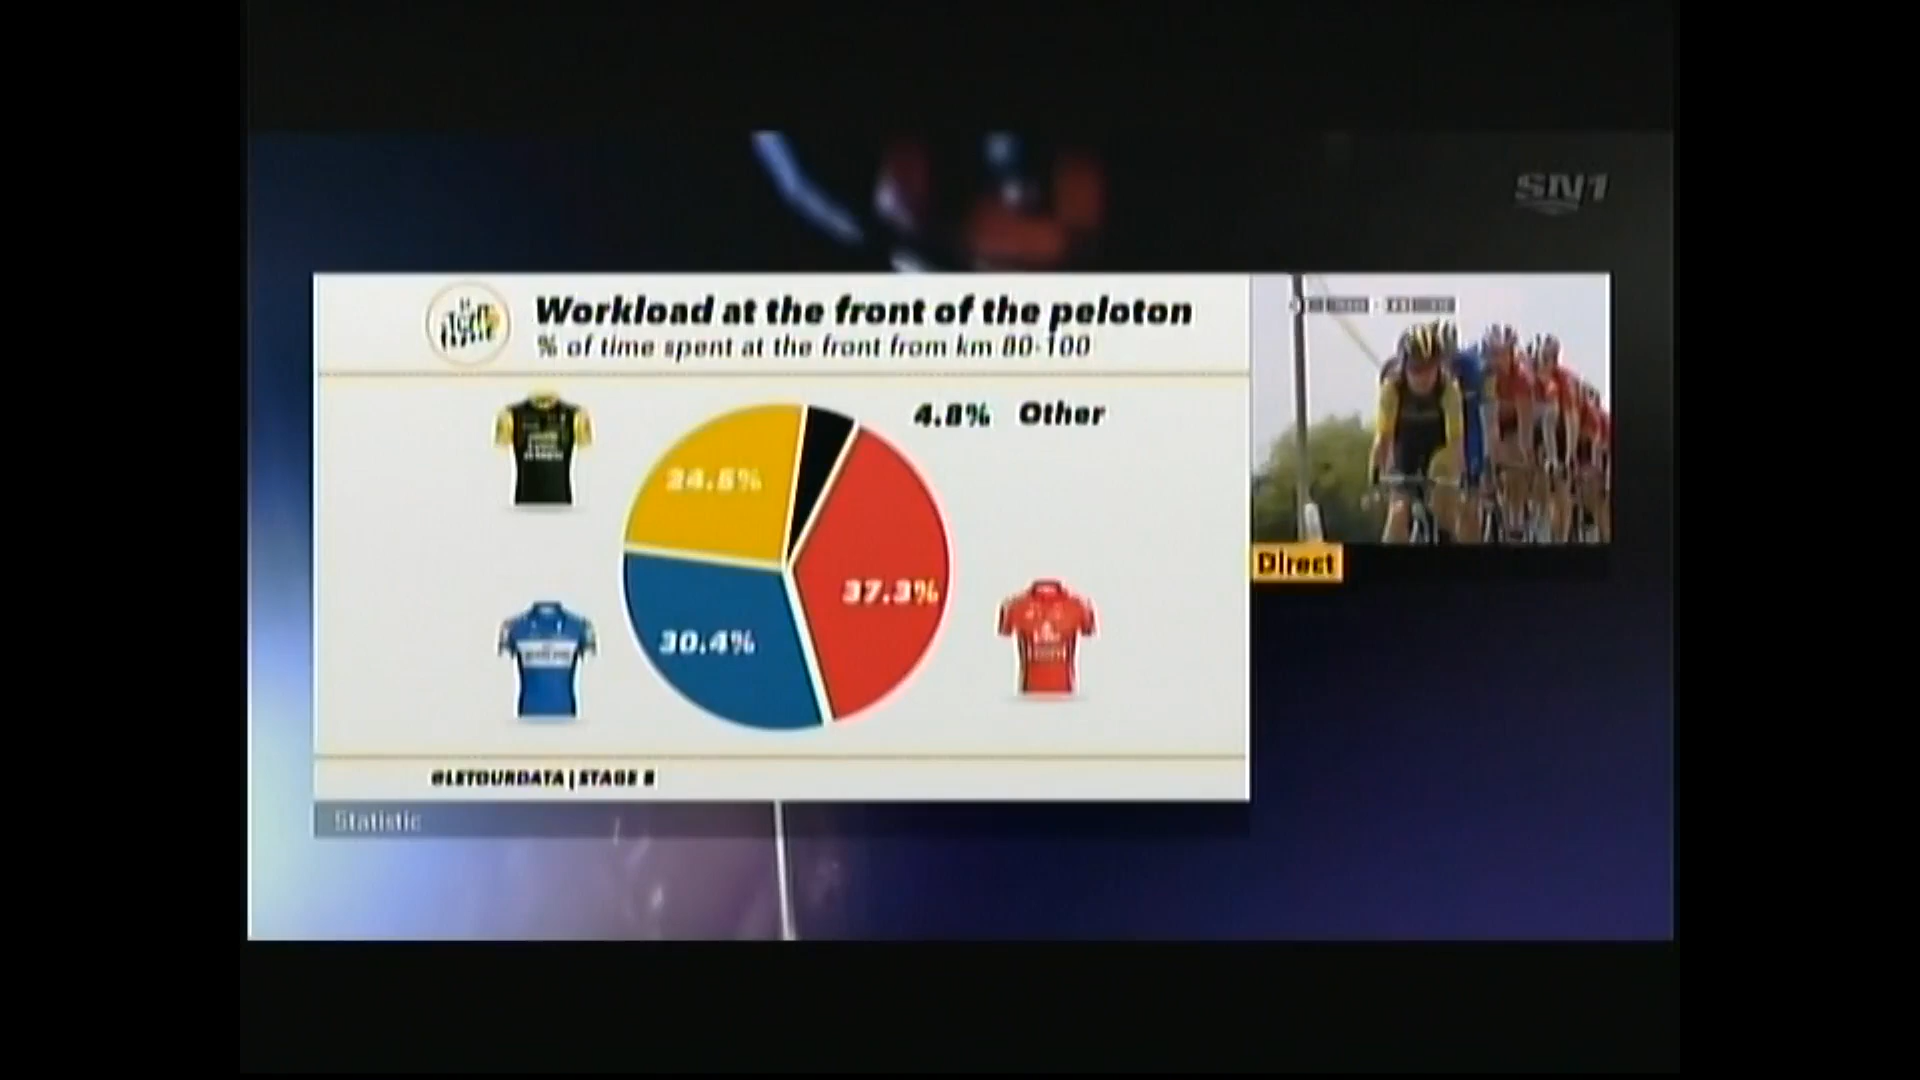 SN1
Workload at the front of the peloton
% of time spent at the front from km 80-100
4.8% Other
24.5%
37.3%
30.4%
Direct
@LETOURDATA | STAGE 8
Statistic